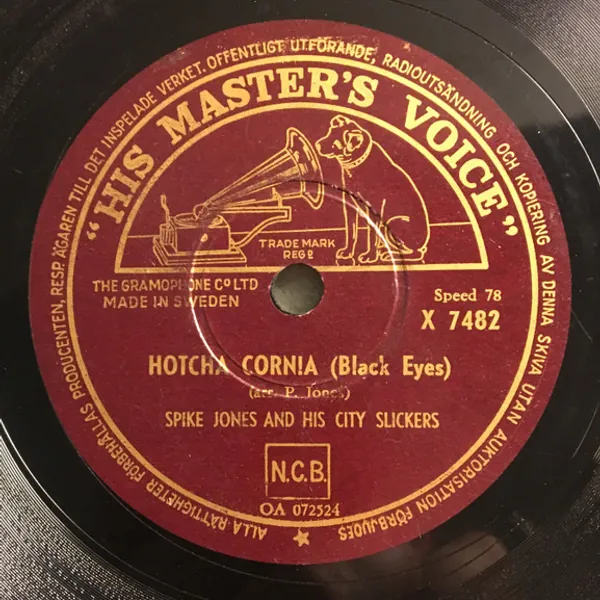 ALLA RÄTTIGHETER FÖRBEHÅLLAS PRODUCENTEN, RESP. ÄGAREN TILL DET INSPELADE VERKET. OFFENTLIGT UTFÖRANDE, RADIOUTSÄNDNING OCH KOPIERING AV DENNA SKIVA UTAN AUKTORISATION FÖRBJUDES
"HIS MASTER'S VOICE"
TRADE MARK
REGD
THE GRAMOPHONE CO LTD
MADE IN SWEDEN
Speed 78
X 7482
HOTCHA CORNIA (Black Eyes)
(arr. P. Jones)
SPIKE JONES AND HIS CITY SLICKERS
N.C.B.
OA 072524